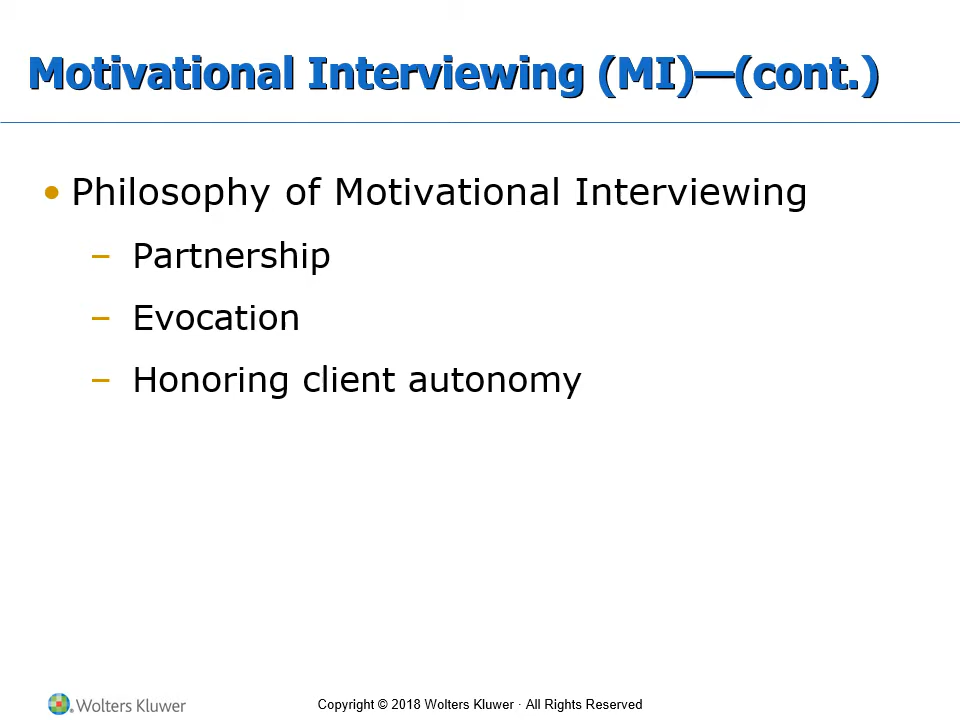 Motivational Interviewing (MI)—(cont.)
• Philosophy of Motivational Interviewing
– Partnership
– Evocation
– Honoring client autonomy
Wolters Kluwer
Copyright © 2018 Wolters Kluwer · All Rights Reserved